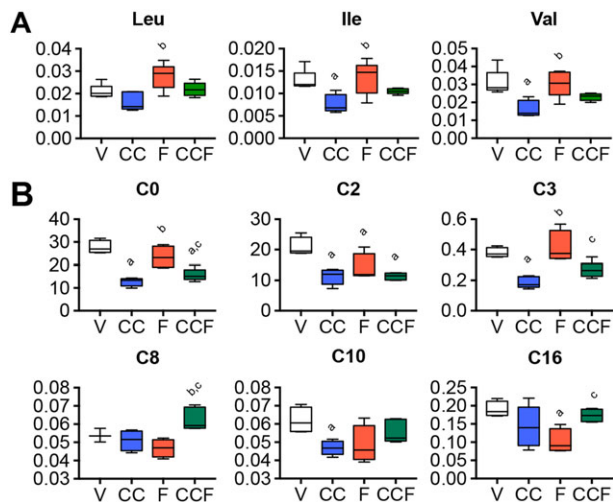 A
Leu Ile Val
0.04 0.03 0.02 0.01 0.00
b
V CC F CCF
0.020 0.015 0.010 0.005 0.000
a b
V CC F CCF
0.05 0.04 0.03 0.02 0.01 0.00
a b
V CC F CCF
B
C0 C2 C3
40 30 20 10 0
a b a,c
V CC F CCF
30 20 10 0
a a a
V CC F CCF
0.6 0.4 0.2 0.0
a b c
V CC F CCF
C8 C10 C16
0.08 0.07 0.06 0.05 0.04 0.03
b,c
V CC F CCF
0.08 0.07 0.06 0.05 0.04 0.03
a
V CC F CCF
0.25 0.20 0.15 0.10 0.05 0.00
a c
V CC F CCF